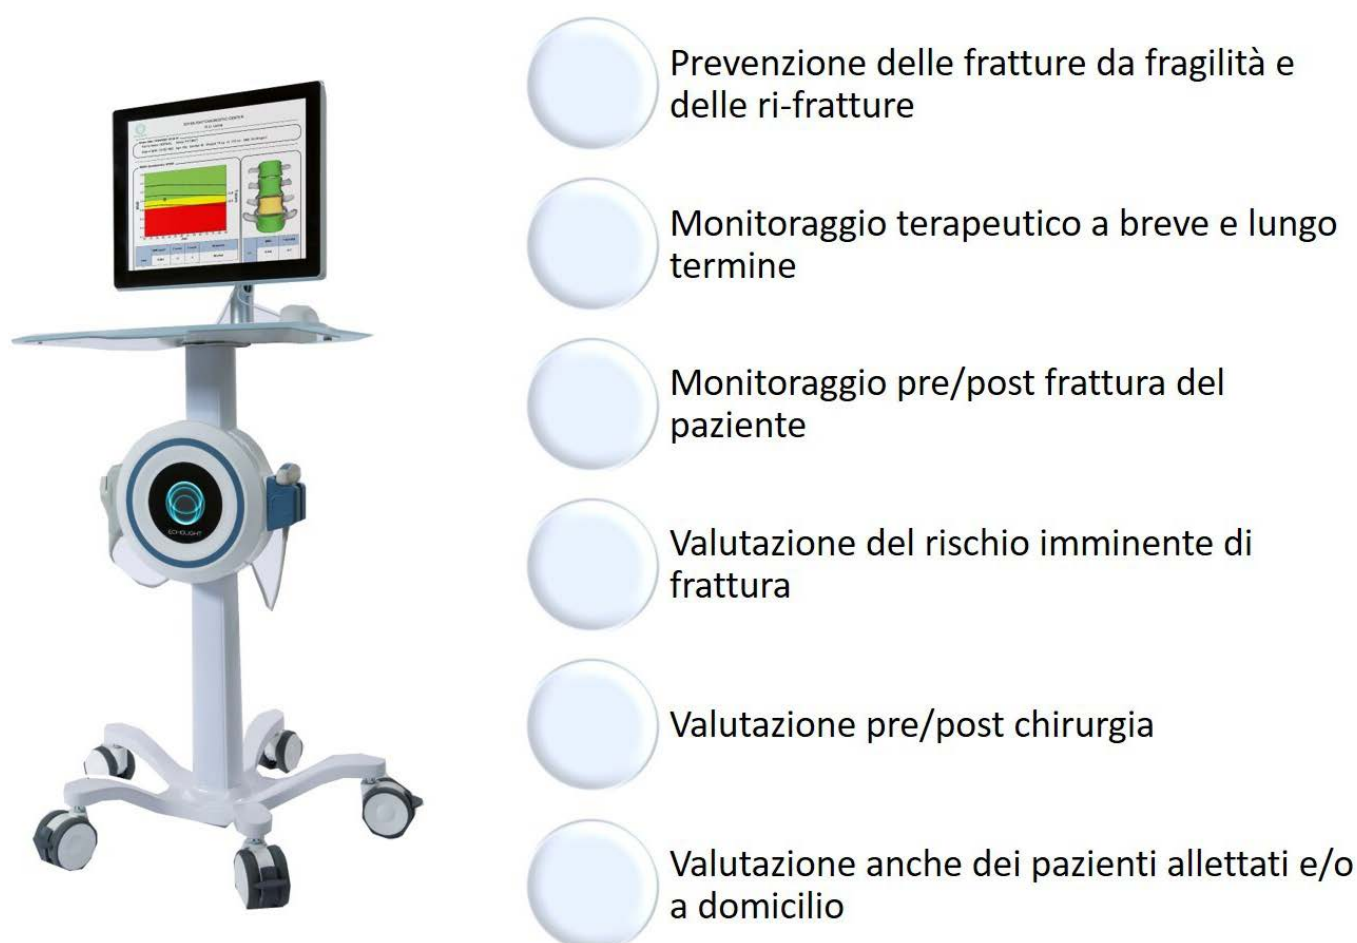 Prevenzione delle fratture da fragilità e
delle ri-fratture
Monitoraggio terapeutico a breve e lungo
termine
Monitoraggio pre/post frattura del
paziente
Valutazione del rischio imminente di
frattura
Valutazione pre/post chirurgia
Valutazione anche dei pazienti allettati e/o
a domicilio
ECHOLIGHT